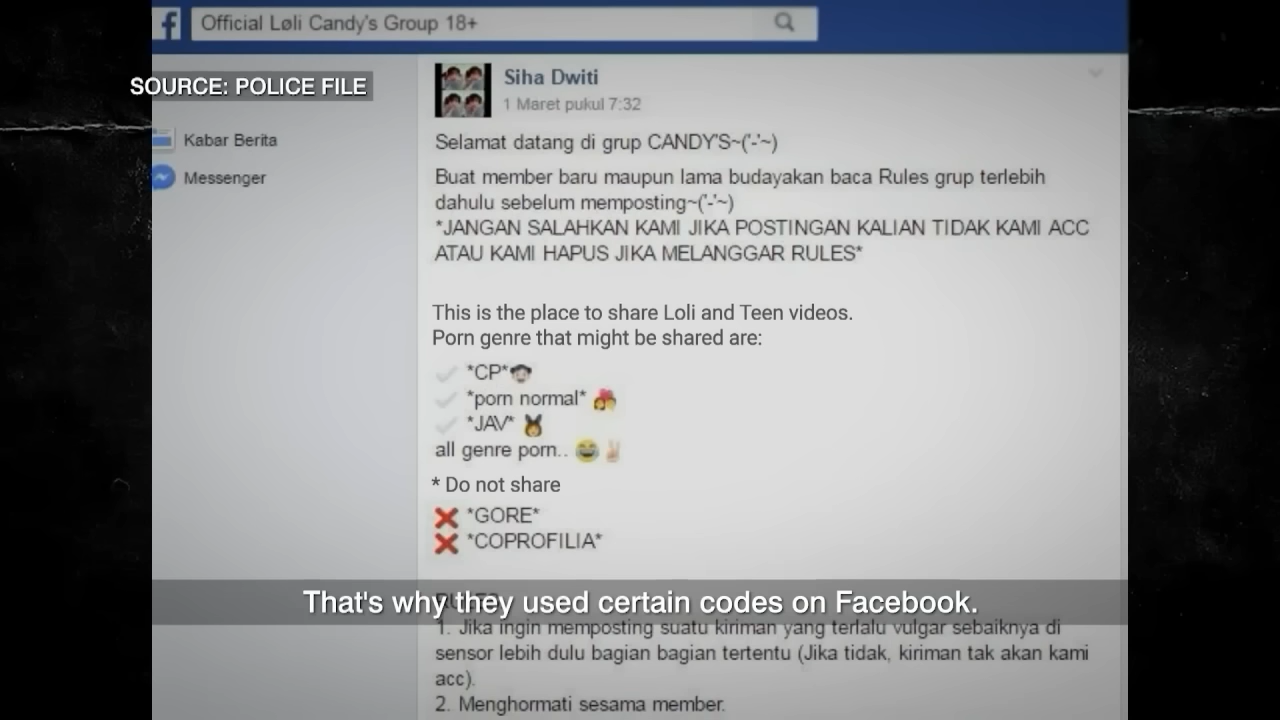 Official Løli Candy's Group 18+
SOURCE: POLICE FILE
Kabar Berita
Messenger
Siha Dwiti
1 Maret pukul 7:32
Selamat datang di grup CANDY'S~('-'~)
Buat member baru maupun lama budayakan baca Rules grup terlebih
dahulu sebelum memposting~('-'~)
*JANGAN SALAHKAN KAMI JIKA POSTINGAN KALIAN TIDAK KAMI ACC
ATAU KAMI HAPUS JIKA MELANGGAR RULES*
This is the place to share Loli and Teen videos.
Porn genre that might be shared are:
*CP*
*porn normal*
*JAV*
all genre porn..
* Do not share
*GORE*
*COPROFILIA*
That's why they used certain codes on Facebook.
1. Jika ingin memposting suatu kiriman yang terlalu vulgar sebaiknya di
sensor lebih dulu bagian bagian tertentu (Jika tidak, kiriman tak akan kami
acc).
2. Menghormati sesama member.